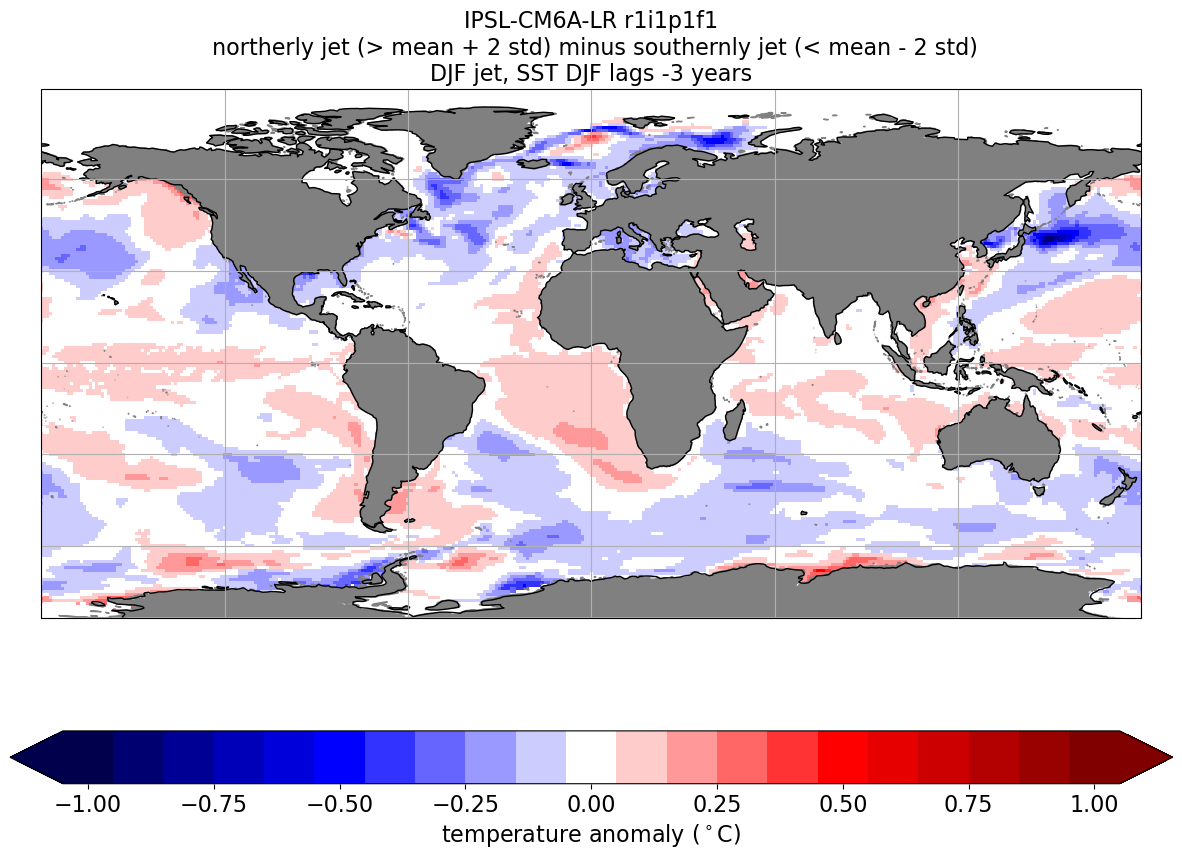 IPSL-CM6A-LR r1i1p1f1
northerly jet (> mean + 2 std) minus southernly jet (< mean - 2 std)
DJF jet, SST DJF lags -3 years
−1.00 −0.75 −0.50 −0.25 0.00 0.25 0.50 0.75 1.00
temperature anomaly (°C)